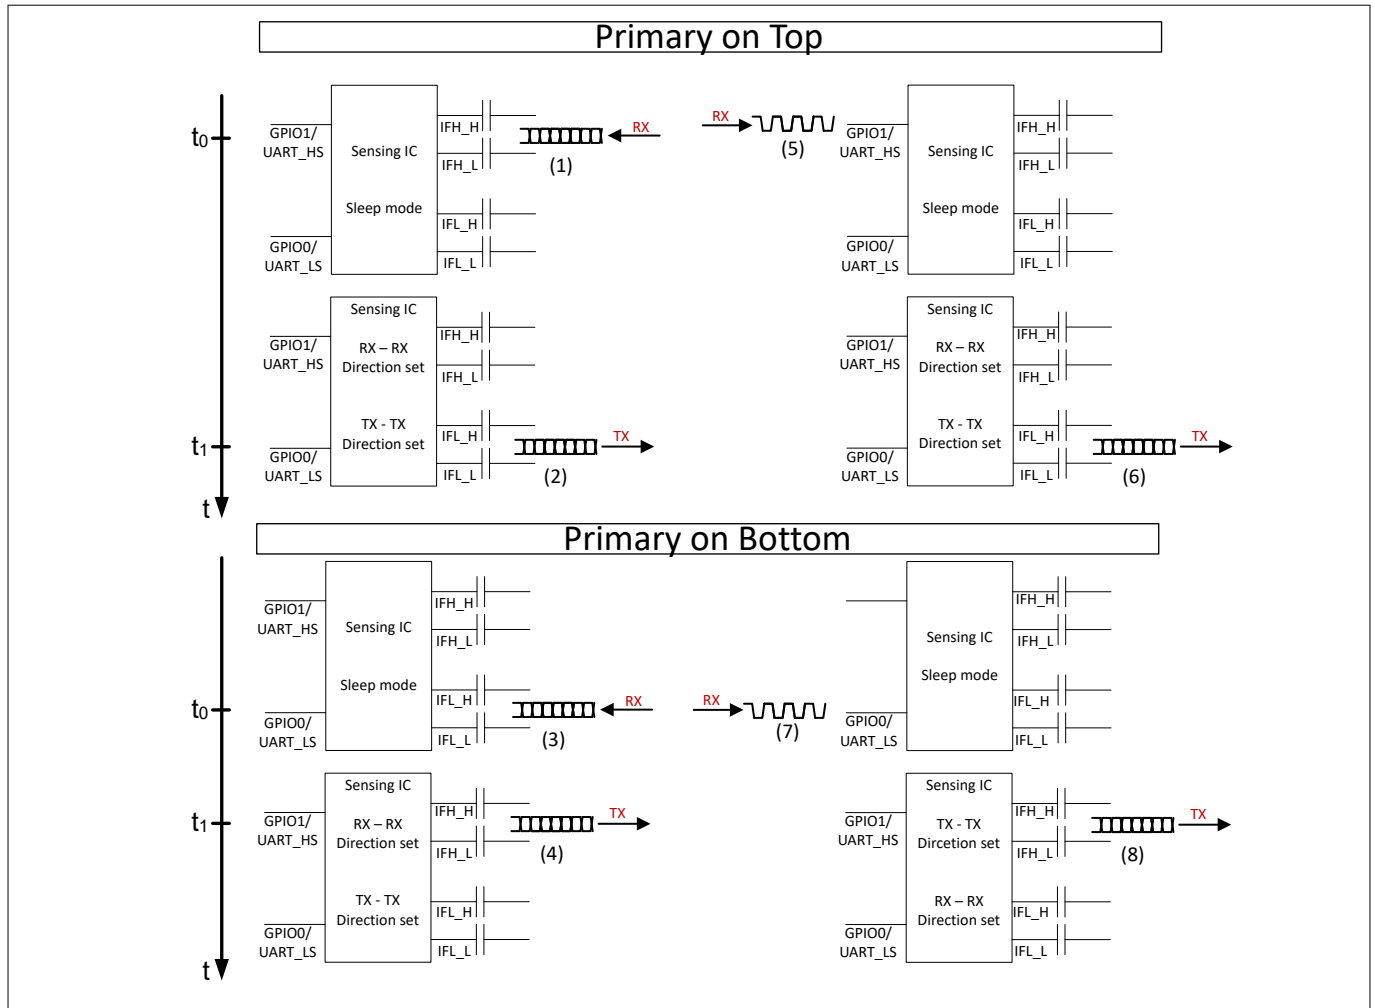 Primary on Top
t0
GPIO1/
UART_HS
Sensing IC
Sleep mode
GPIO0/
UART_LS
IFH_H
IFH_L
IFL_H
IFL_L
RX
(1)
RX
(5)
GPIO1/
UART_HS
Sensing IC
Sleep mode
GPIO0/
UART_LS
IFH_H
IFH_L
IFL_H
IFL_L
t1
GPIO1/
UART_HS
Sensing IC
RX – RX
Direction set
TX - TX
Direction set
GPIO0/
UART_LS
IFH_H
IFH_L
IFL_H
IFL_L
TX
(2)
GPIO1/
UART_HS
Sensing IC
RX – RX
Direction set
TX - TX
Direction set
GPIO0/
UART_LS
IFH_H
IFH_L
IFL_H
IFL_L
TX
(6)
t
Primary on Bottom
t0
GPIO1/
UART_HS
Sensing IC
Sleep mode
GPIO0/
UART_LS
IFH_H
IFH_L
IFL_H
IFL_L
RX
(3)
RX
(7)
Sensing IC
Sleep mode
GPIO0/
UART_LS
IFH_H
IFH_L
IFL_H
IFL_L
t1
GPIO1/
UART_HS
Sensing IC
RX – RX
Direction set
TX - TX
Direction set
GPIO0/
UART_LS
IFH_H
IFH_L
IFL_H
IFL_L
TX
(4)
GPIO1/
UART_HS
Sensing IC
TX - TX
Dircetion set
RX – RX
Direction set
GPIO0/
UART_LS
IFH_H
IFH_L
IFL_H
IFL_L
TX
(8)
t